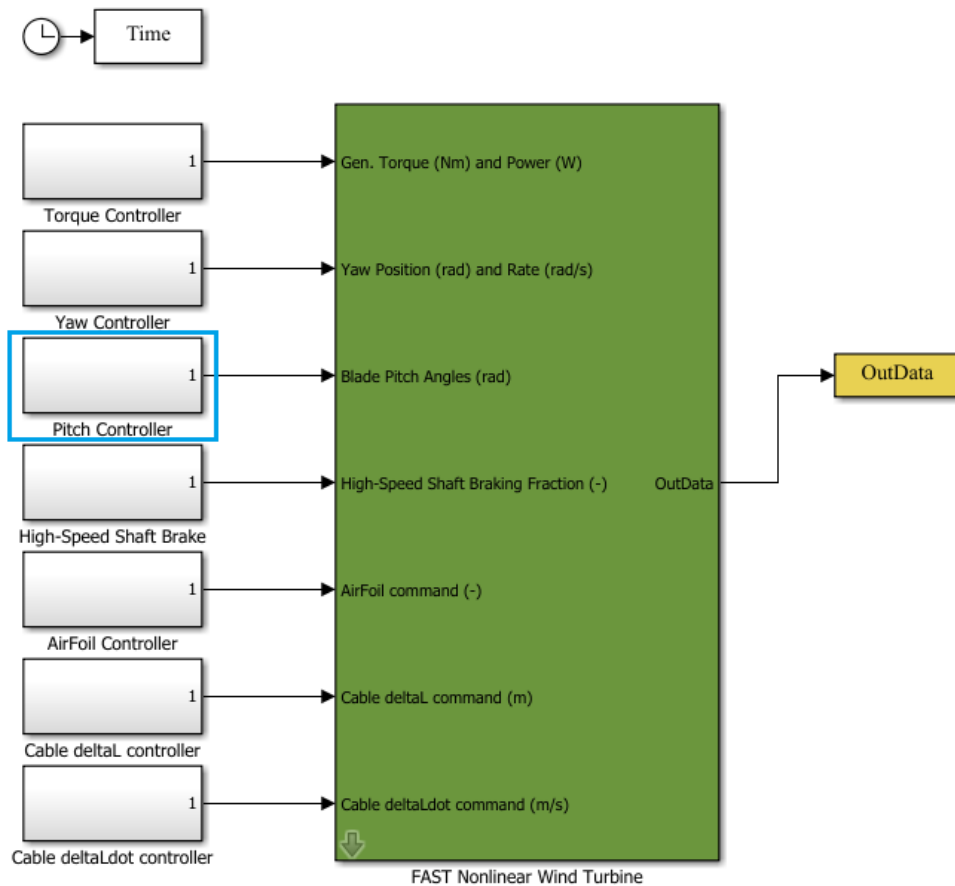 Time
1
Gen. Torque (Nm) and Power (W)
Torque Controller
1
Yaw Position (rad) and Rate (rad/s)
Yaw Controller
1
Blade Pitch Angles (rad)
OutData
Pitch Controller
1
High-Speed Shaft Braking Fraction (-)
OutData
High-Speed Shaft Brake
1
AirFoil command (-)
AirFoil Controller
1
Cable deltaL command (m)
Cable deltaL controller
1
Cable deltaLdot command (m/s)
Cable deltaLdot controller
FAST Nonlinear Wind Turbine